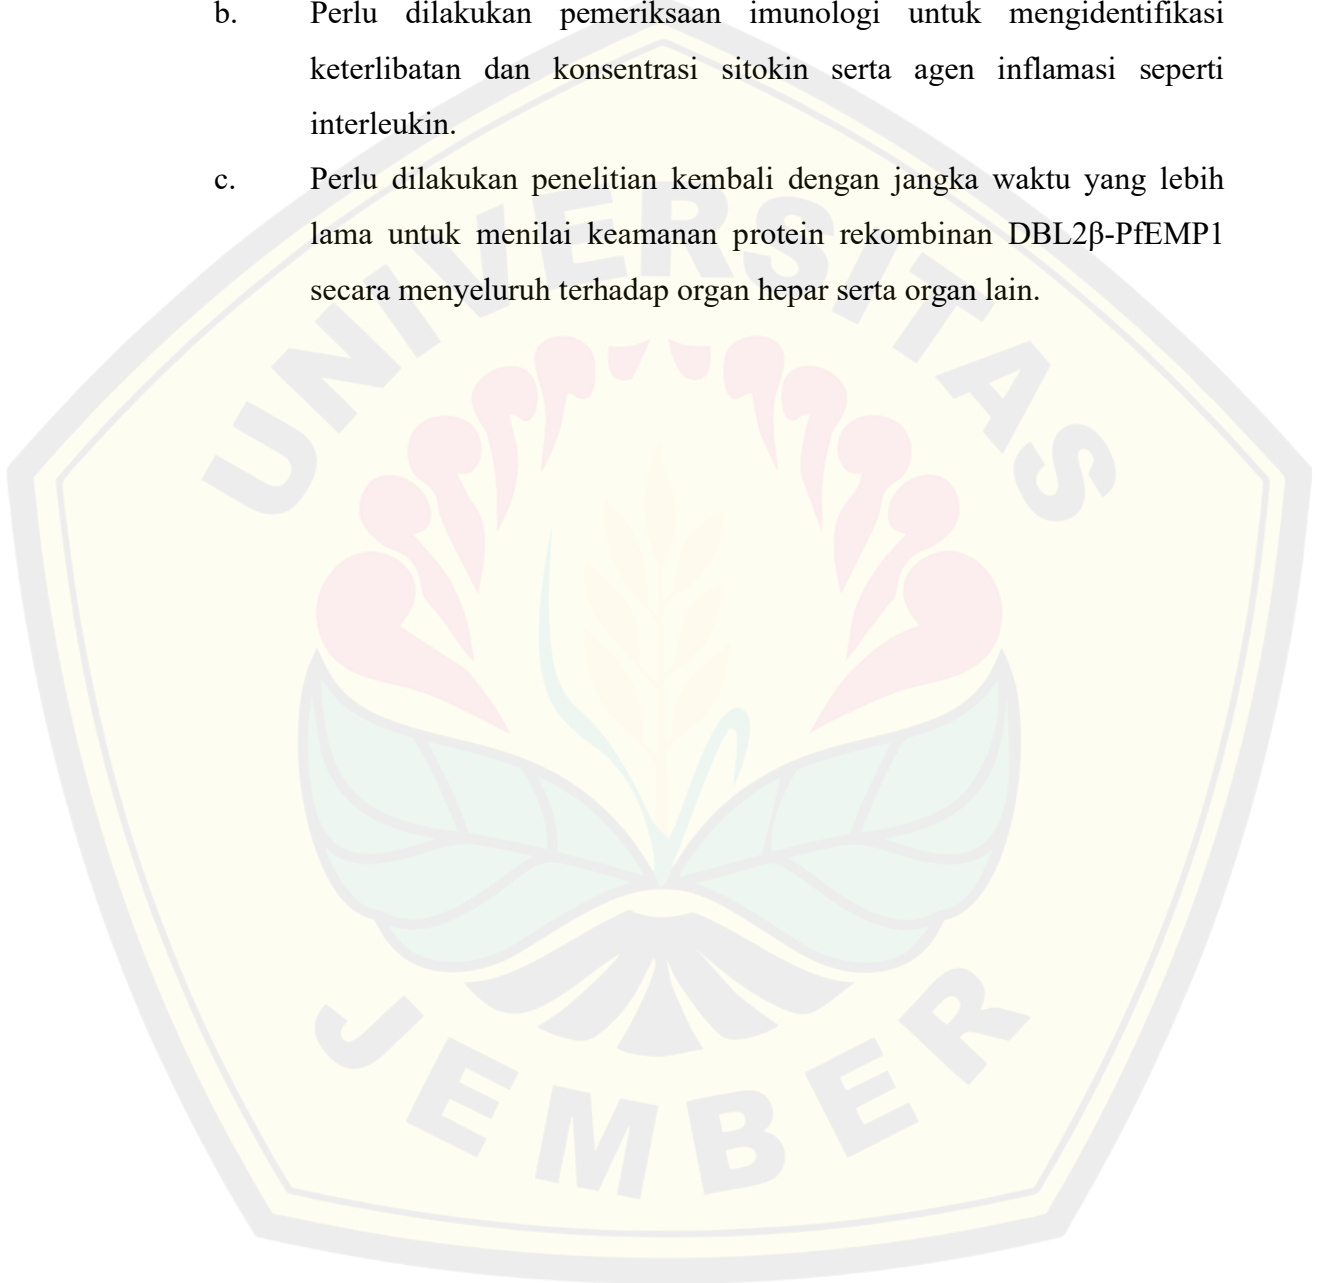 b. Perlu dilakukan pemeriksaan imunologi untuk mengidentifikasi
keterlibatan dan konsentrasi sitokin serta agen inflamasi seperti
interleukin.
c. Perlu dilakukan penelitian kembali dengan jangka waktu yang lebih
lama untuk menilai keamanan protein rekombinan DBL2β-PfEMP1
secara menyeluruh terhadap organ hepar serta organ lain.
UNIVERSITAS
JEMBER